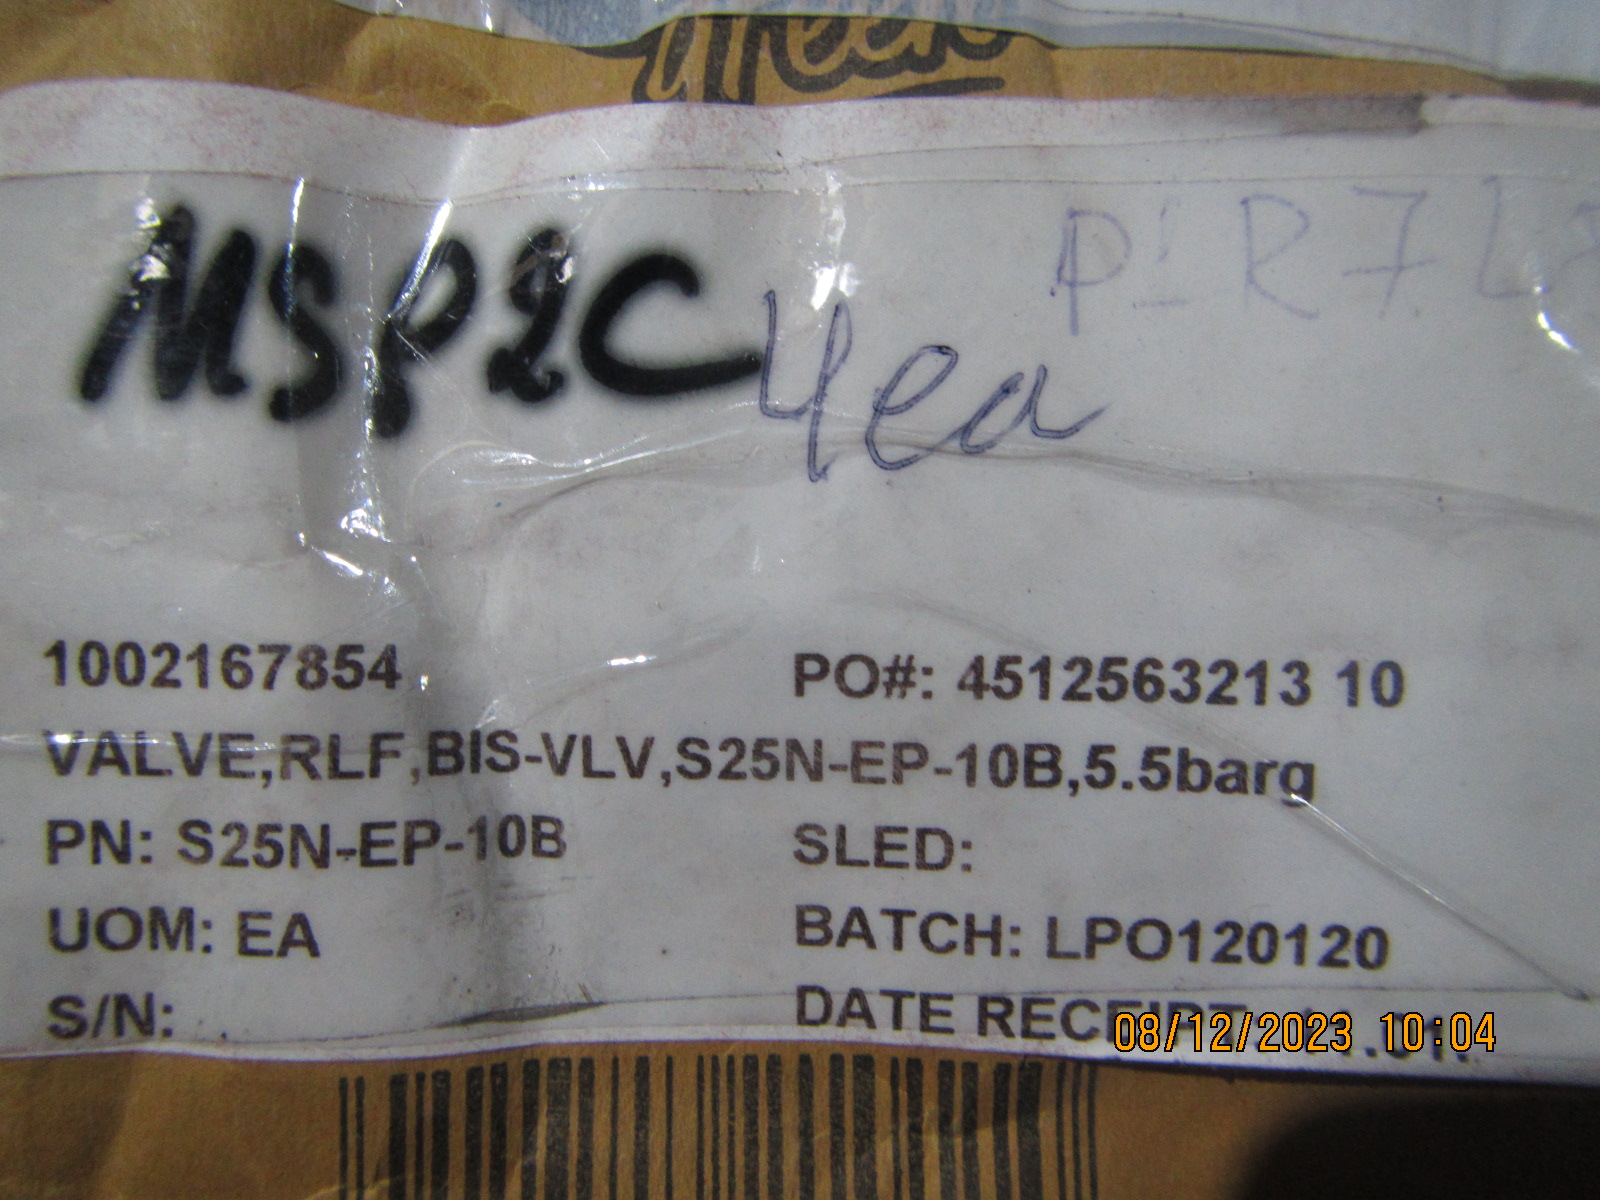 MSP2C
4ea
1002167854
PO#: 4512563213 10
VALVE,RLF,BIS-VLV,S25N-EP-10B,5.5barg
PN: S25N-EP-10B
SLED:
UOM: EA
BATCH: LPO120120
S/N:
DATE RECEIPT
08/12/2023 10:04